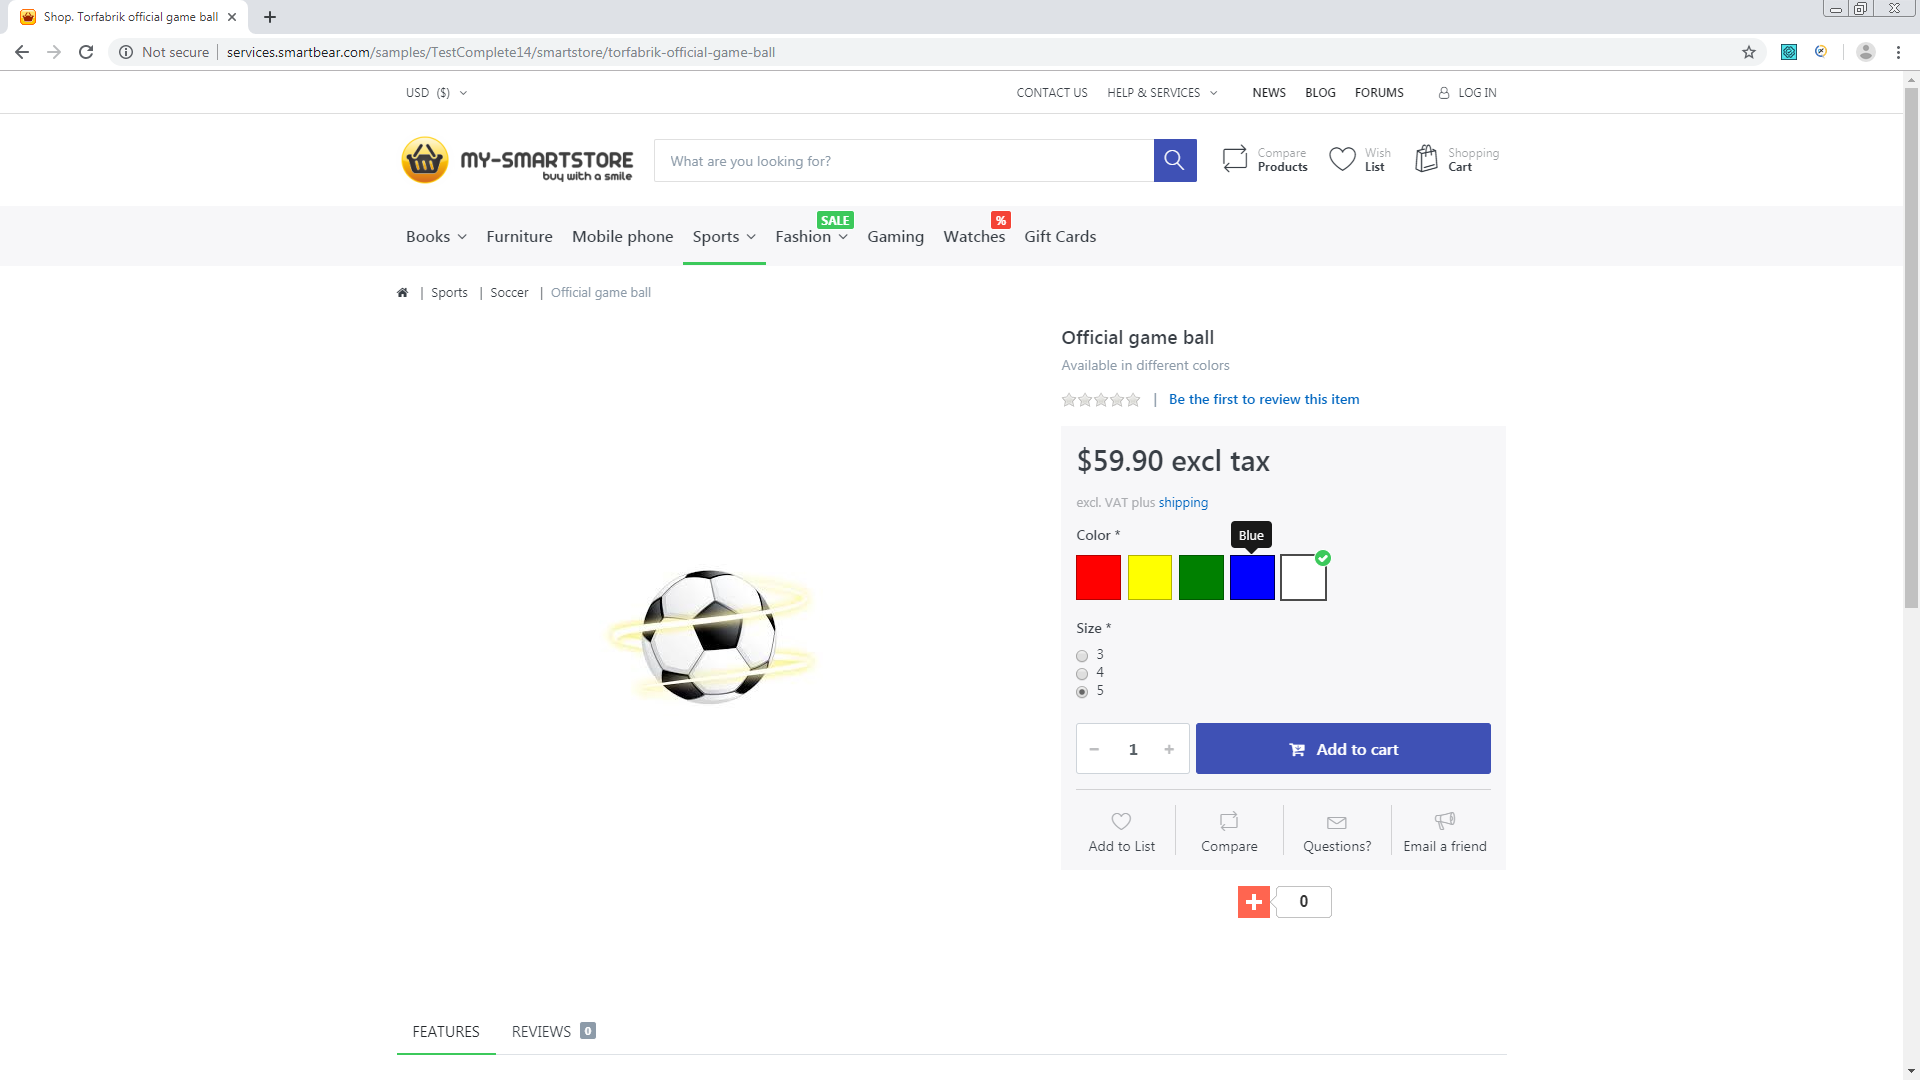 Shop. Torfabrik official game ball
Not secure | services.smartbear.com/samples/TestComplete14/smartstore/torfabrik-official-game-ball
USD ($) CONTACT US HELP & SERVICES NEWS BLOG FORUMS LOG IN
MY-SMARTSTORE
buy with a smile
What are you looking for?
Compare
Products
Wish
List
Shopping
Cart
SALE %
Books Furniture Mobile phone Sports Fashion Gaming Watches Gift Cards
| Sports | Soccer | Official game ball
Official game ball
Available in different colors
| Be the first to review this item
$59.90 excl tax
excl. VAT plus shipping
Color *
Blue
Size *
3
4
5
1
Add to cart
Add to List Compare Questions? Email a friend
0
FEATURES REVIEWS 0